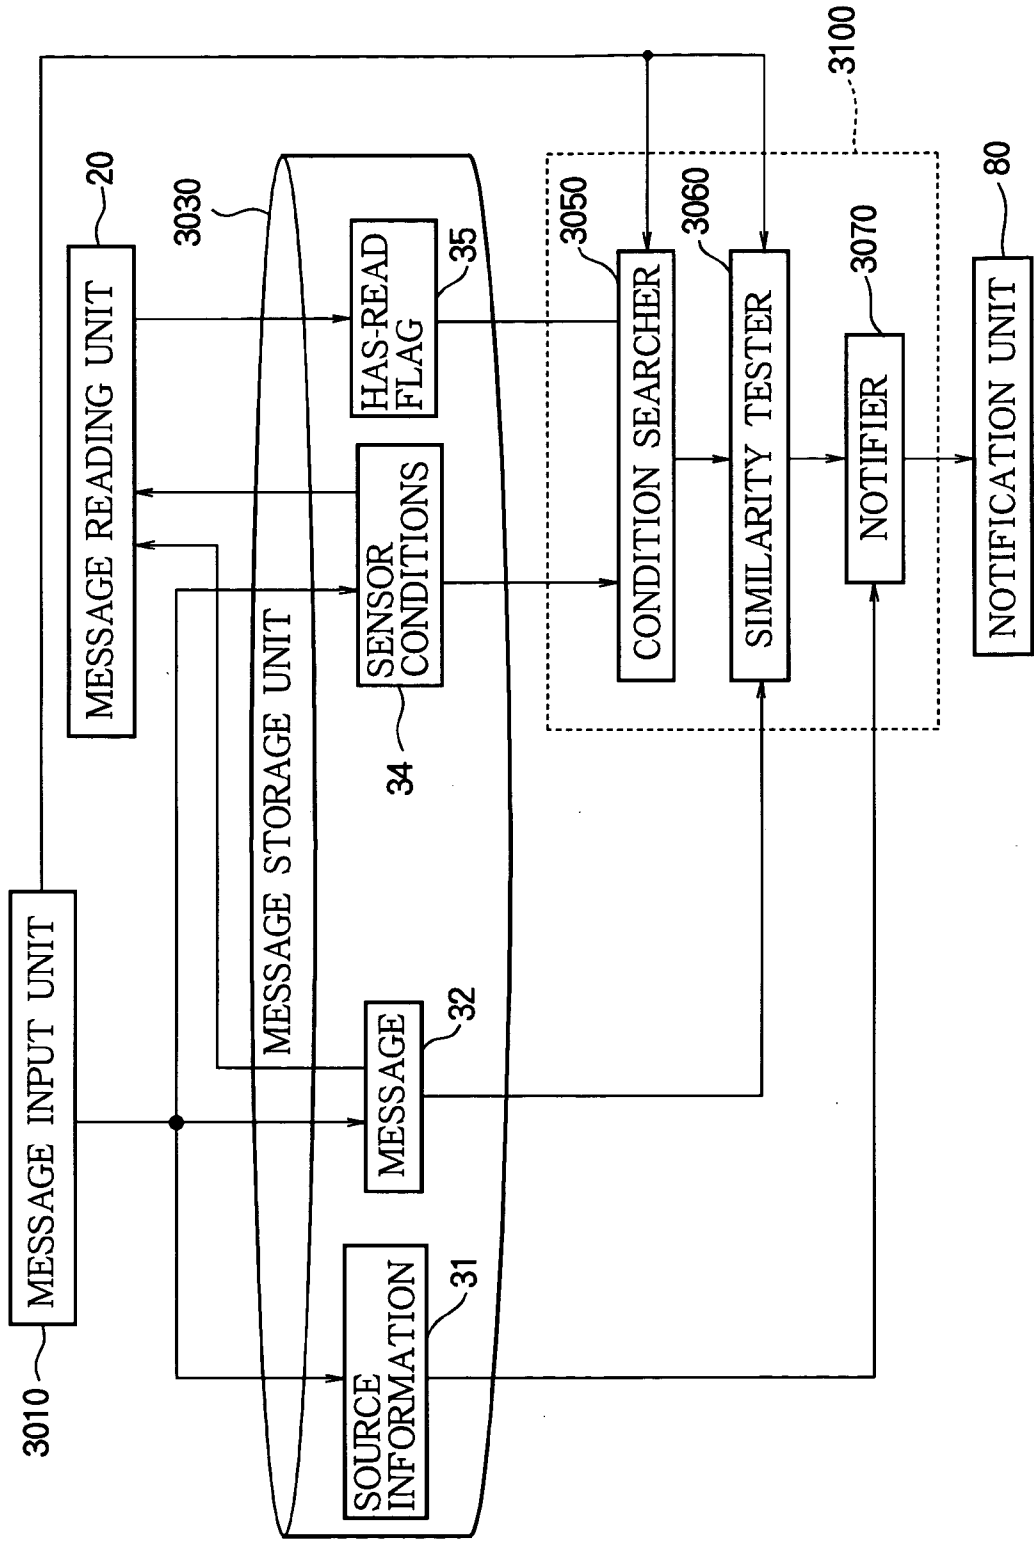 3010
MESSAGE INPUT UNIT
MESSAGE READING UNIT
20
3030
MESSAGE STORAGE UNIT
SOURCE
INFORMATION
31
MESSAGE
32
SENSOR
CONDITIONS
34
HAS-READ
FLAG
35
CONDITION SEARCHER
3050
SIMILARITY TESTER
3060
NOTIFIER
3070
3100
NOTIFICATION UNIT
80